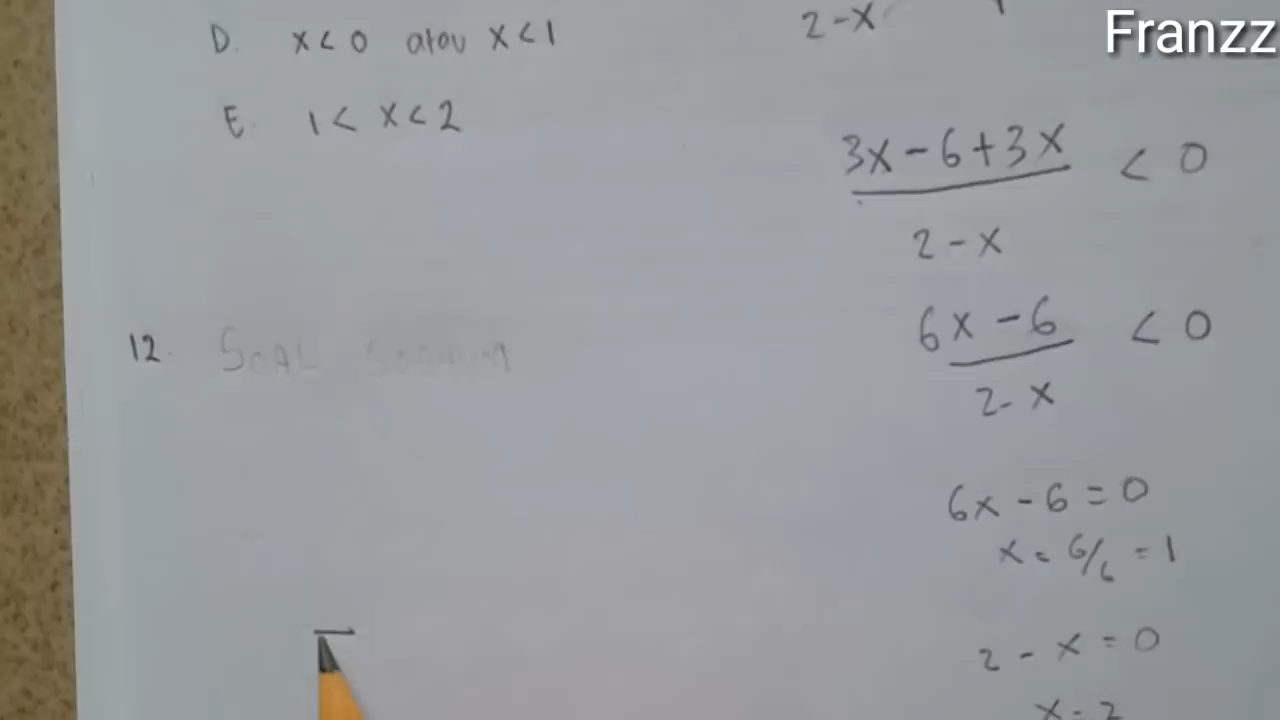 D. x < 0 atau x < 1
E. 1 < x < 2
12. SOAL
2 - x
Franzz
3x - 6 + 3x < 0
2 - x
6x - 6 < 0
2 - x
6x - 6 = 0
x = 6/6 = 1
2 - x = 0